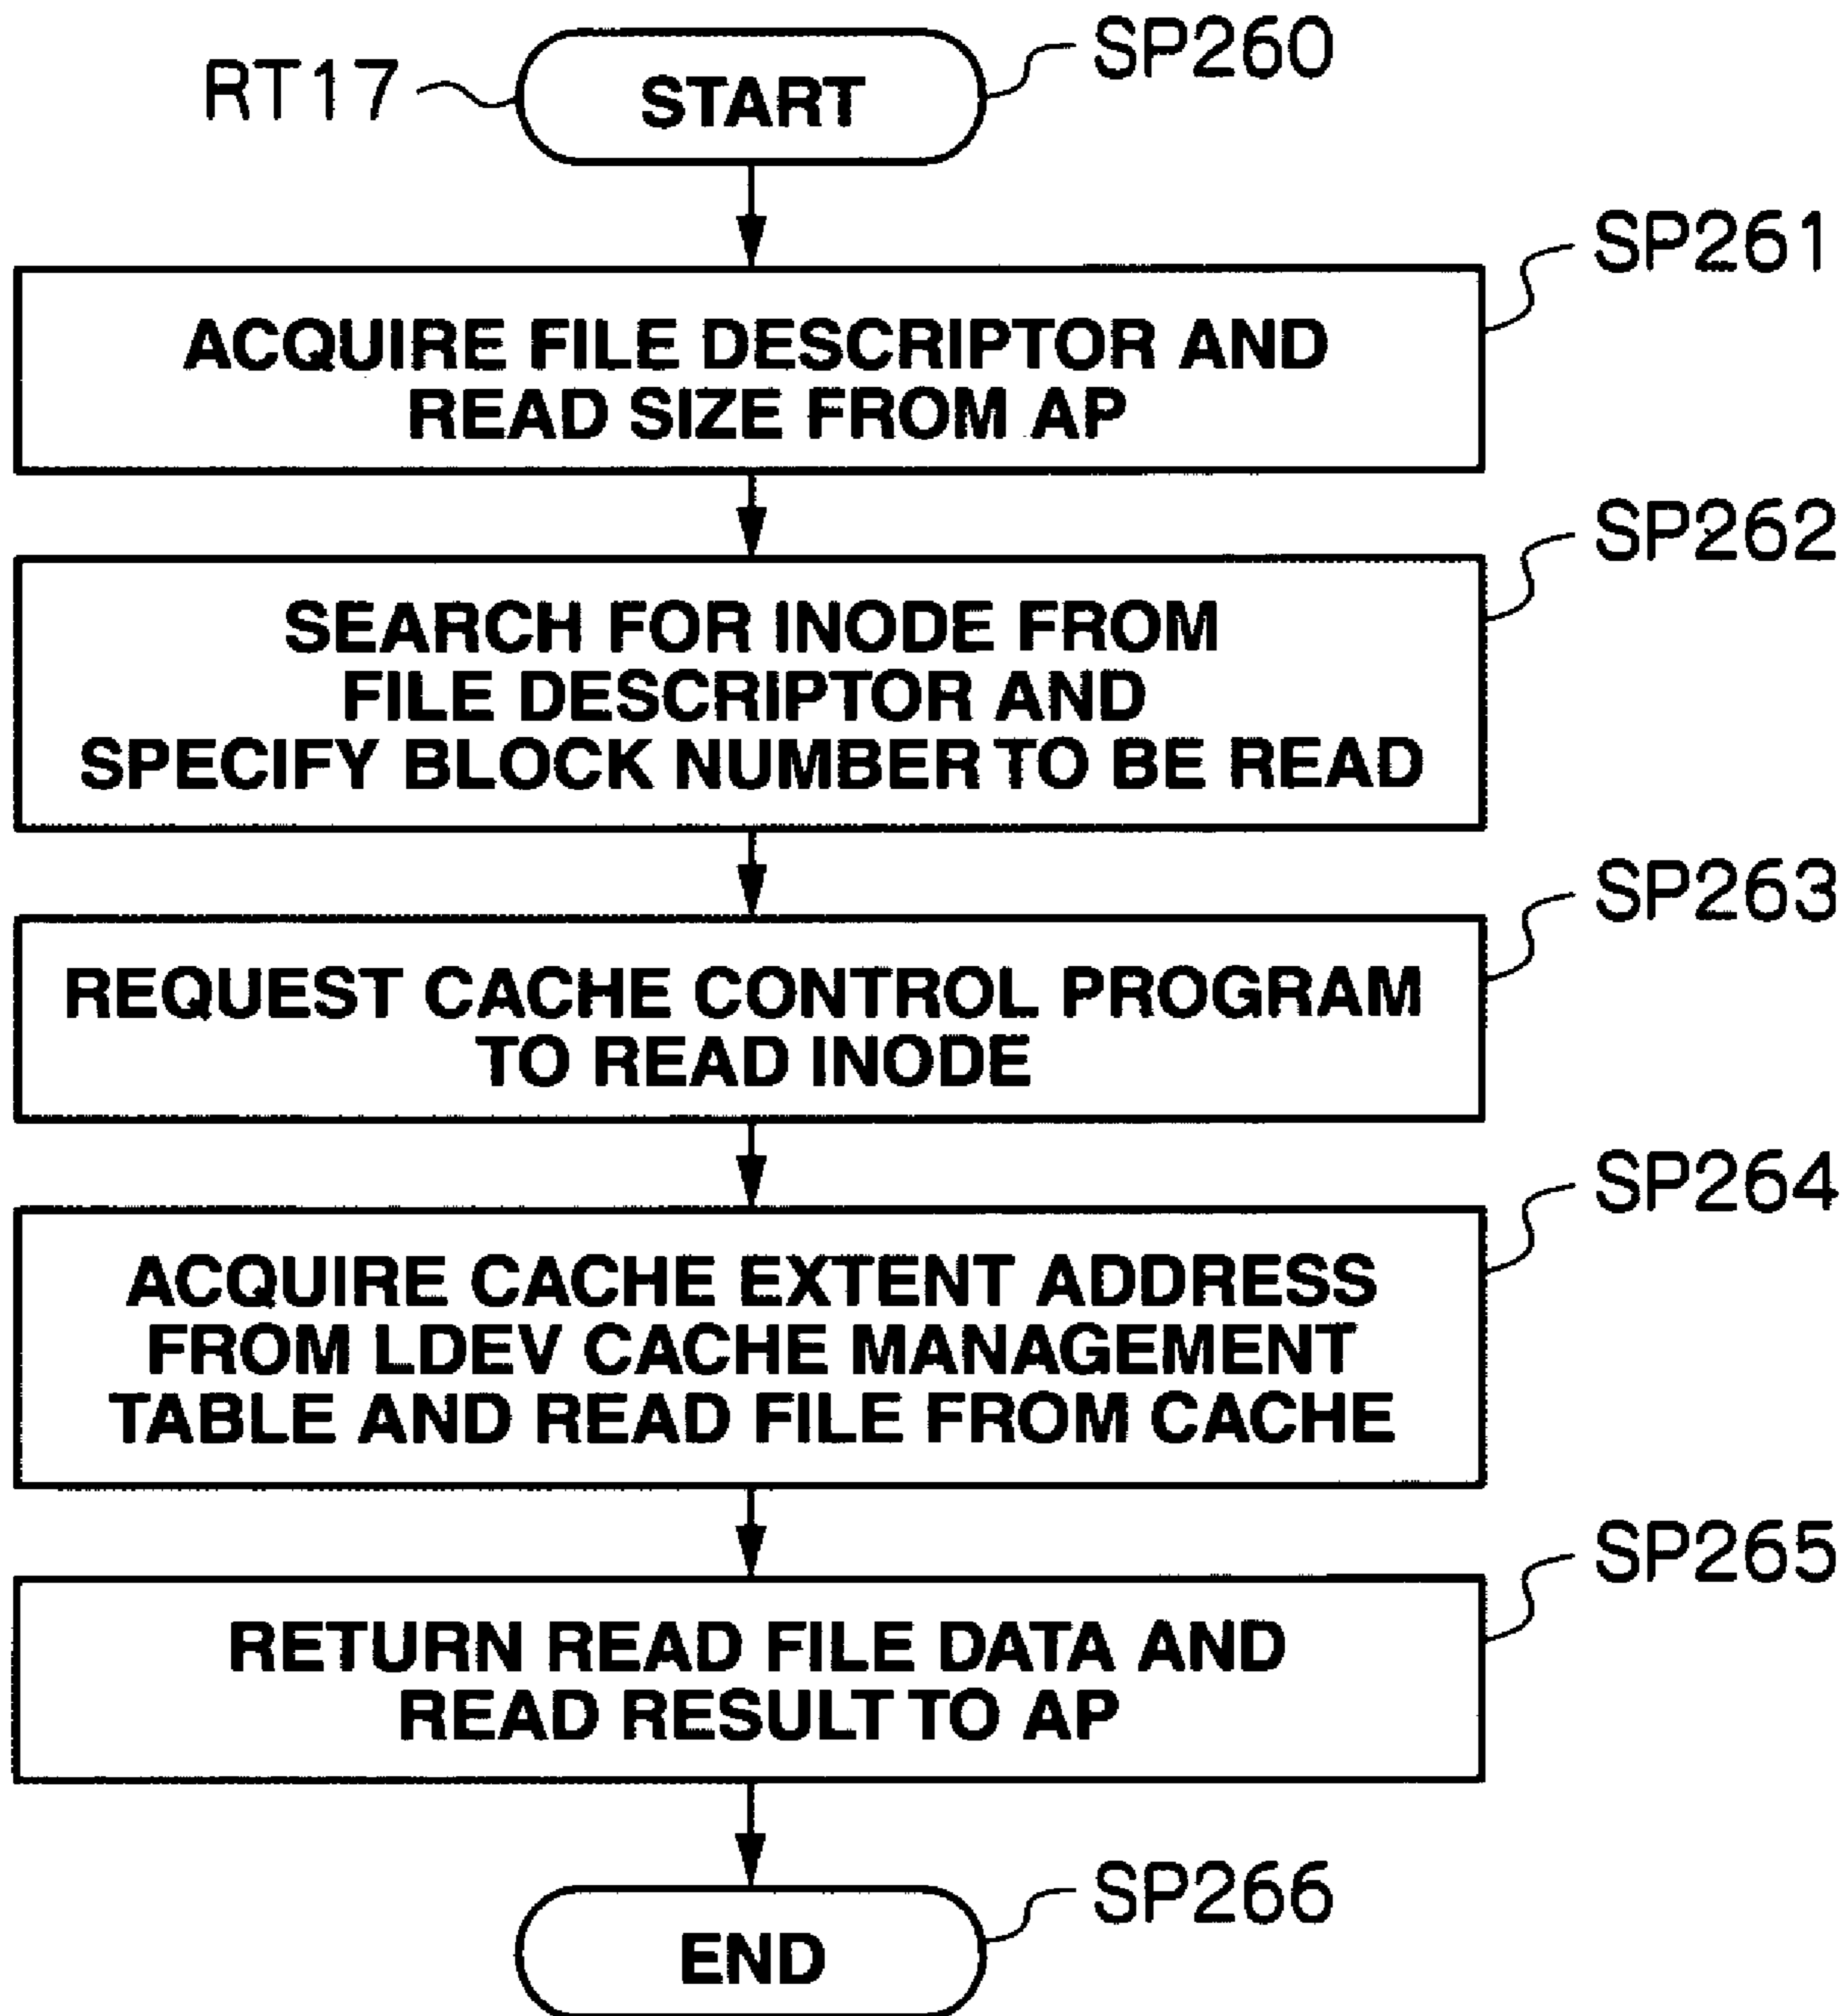 RT17
START
SP260
SP261
ACQUIRE FILE DESCRIPTOR AND
READ SIZE FROM AP
SP262
SEARCH FOR INODE FROM
FILE DESCRIPTOR AND
SPECIFY BLOCK NUMBER TO BE READ
SP263
REQUEST CACHE CONTROL PROGRAM
TO READ INODE
SP264
ACQUIRE CACHE EXTENT ADDRESS
FROM LDEV CACHE MANAGEMENT
TABLE AND READ FILE FROM CACHE
SP265
RETURN READ FILE DATA AND
READ RESULT TO AP
SP266
END